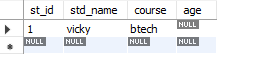 st_id std_name course age
1 vicky btech NULL
NULL NULL NULL NULL